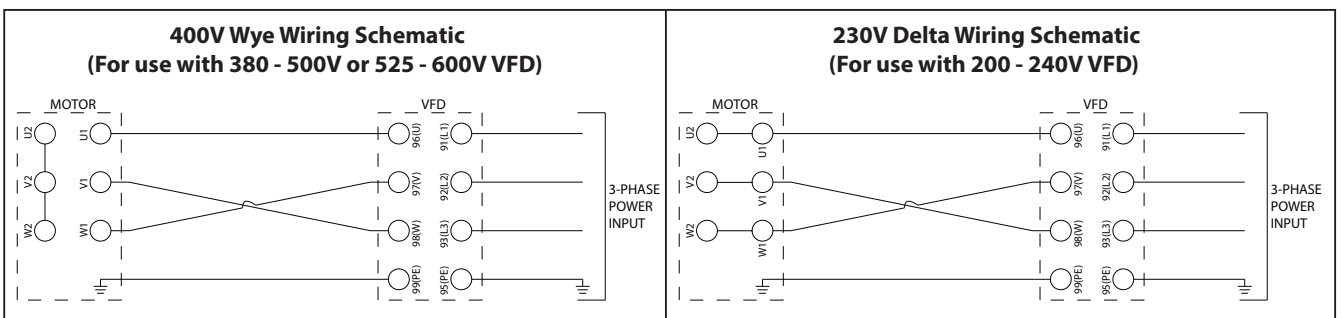 400V Wye Wiring Schematic
(For use with 380 - 500V or 525 - 600V VFD)
MOTOR
VFD
U2
U1
96(U)
91(L1)
V2
V1
97(V)
92(L2)
W2
W1
98(W)
93(L3)
99(PE)
95(PE)
3-PHASE
POWER
INPUT
230V Delta Wiring Schematic
(For use with 200 - 240V VFD)
MOTOR
VFD
U2
U1
96(U)
91(L1)
V2
V1
97(V)
92(L2)
W2
W1
98(W)
93(L3)
99(PE)
95(PE)
3-PHASE
POWER
INPUT